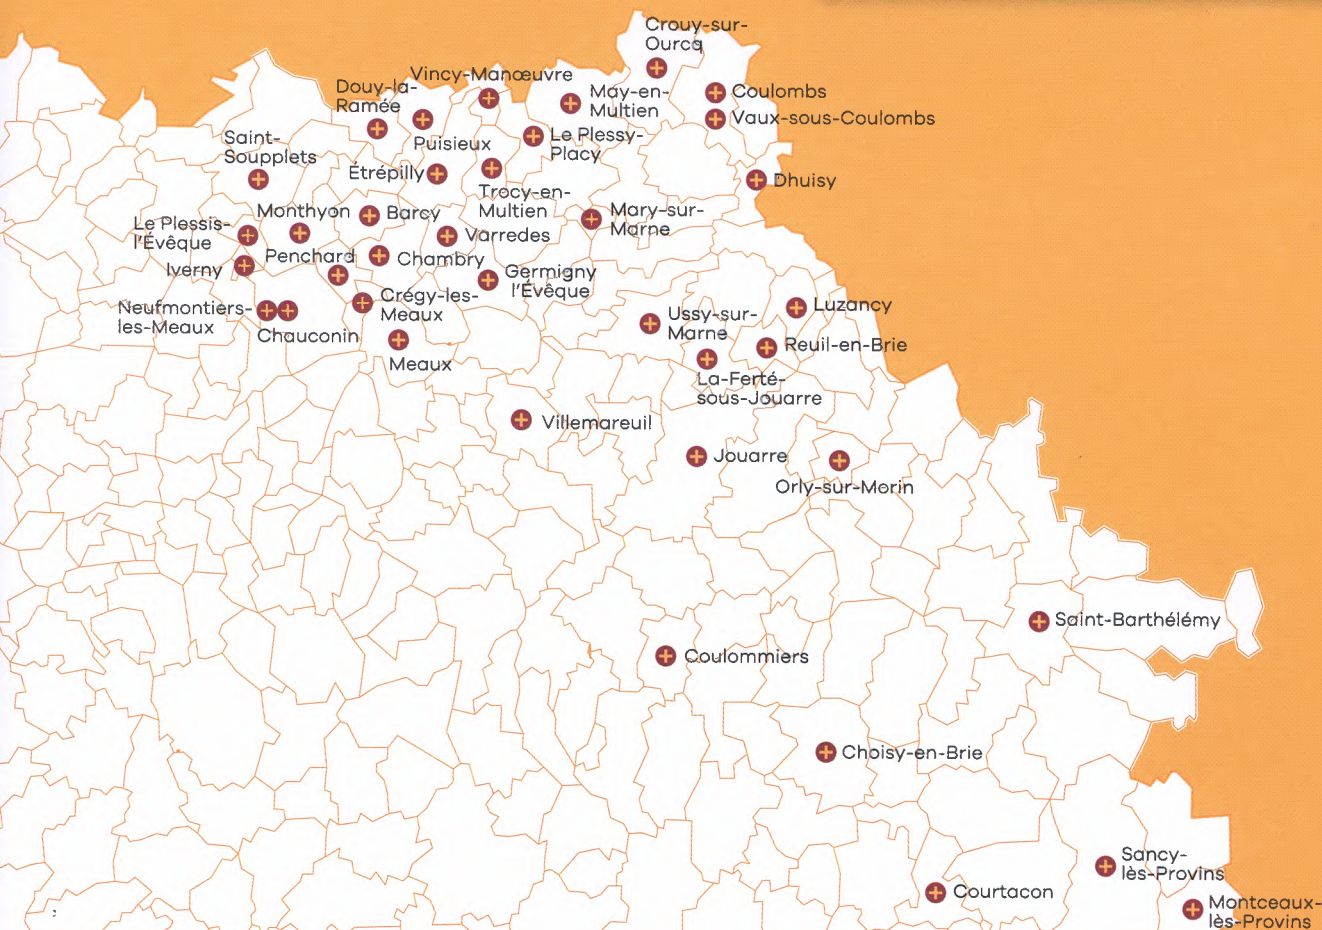 Crouy-sur-
Ourcq
Vincy-Manœuvre
Douy-la-
Ramée
May-en-
Multien
Coulombs
Vaux-sous-Coulombs
Saint-
Soupplets
Puisieux
Le Plessy-
Placy
Étrépilly
Dhuisy
Trocy-en-
Multien
Monthyon
Barcy
Mary-sur-
Marne
Le Plessis-
l'Évêque
Varredes
Iverny
Penchard
Chambry
Germigny
l'Évêque
Neufmontiers-
les-Meaux
Chauconin
Crégy-les-
Meaux
Meaux
Ussy-sur-
Marne
Luzancy
Reuil-en-Brie
La-Ferté-
sous-Jouarre
Villemareuil
Jouarre
Orly-sur-Morin
Saint-Barthélémy
Coulommiers
Choisy-en-Brie
Sancy-
lès-Provins
Courtacon
Montceaux-
lès-Provins